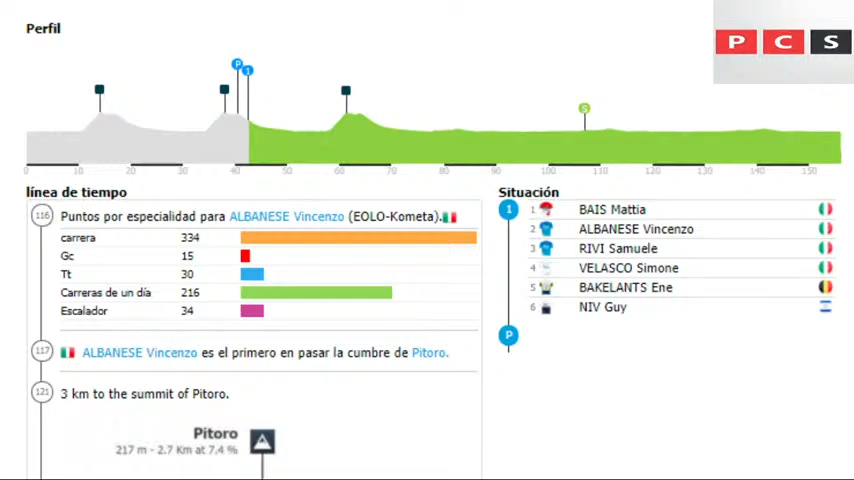 Perfil
P C S
P
1
S
0 10 20 30 40 50 60 70 80 90 100 110 120 130 140 150
línea de tiempo
116
Puntos por especialidad para ALBANESE Vincenzo (EOLO-Kometa).
carrera 334
Gc 15
Tt 30
Carreras de un día 216
Escalador 34
117
ALBANESE Vincenzo es el primero en pasar la cumbre de Pitoro.
121
3 km to the summit of Pitoro.
Pitoro
217 m - 2.7 Km at 7.4 %
Situación
1
1 BAIS Mattia
2 ALBANESE Vincenzo
3 RIVI Samuele
4 VELASCO Simone
5 BAKELANTS Ene
6 NIV Guy
P